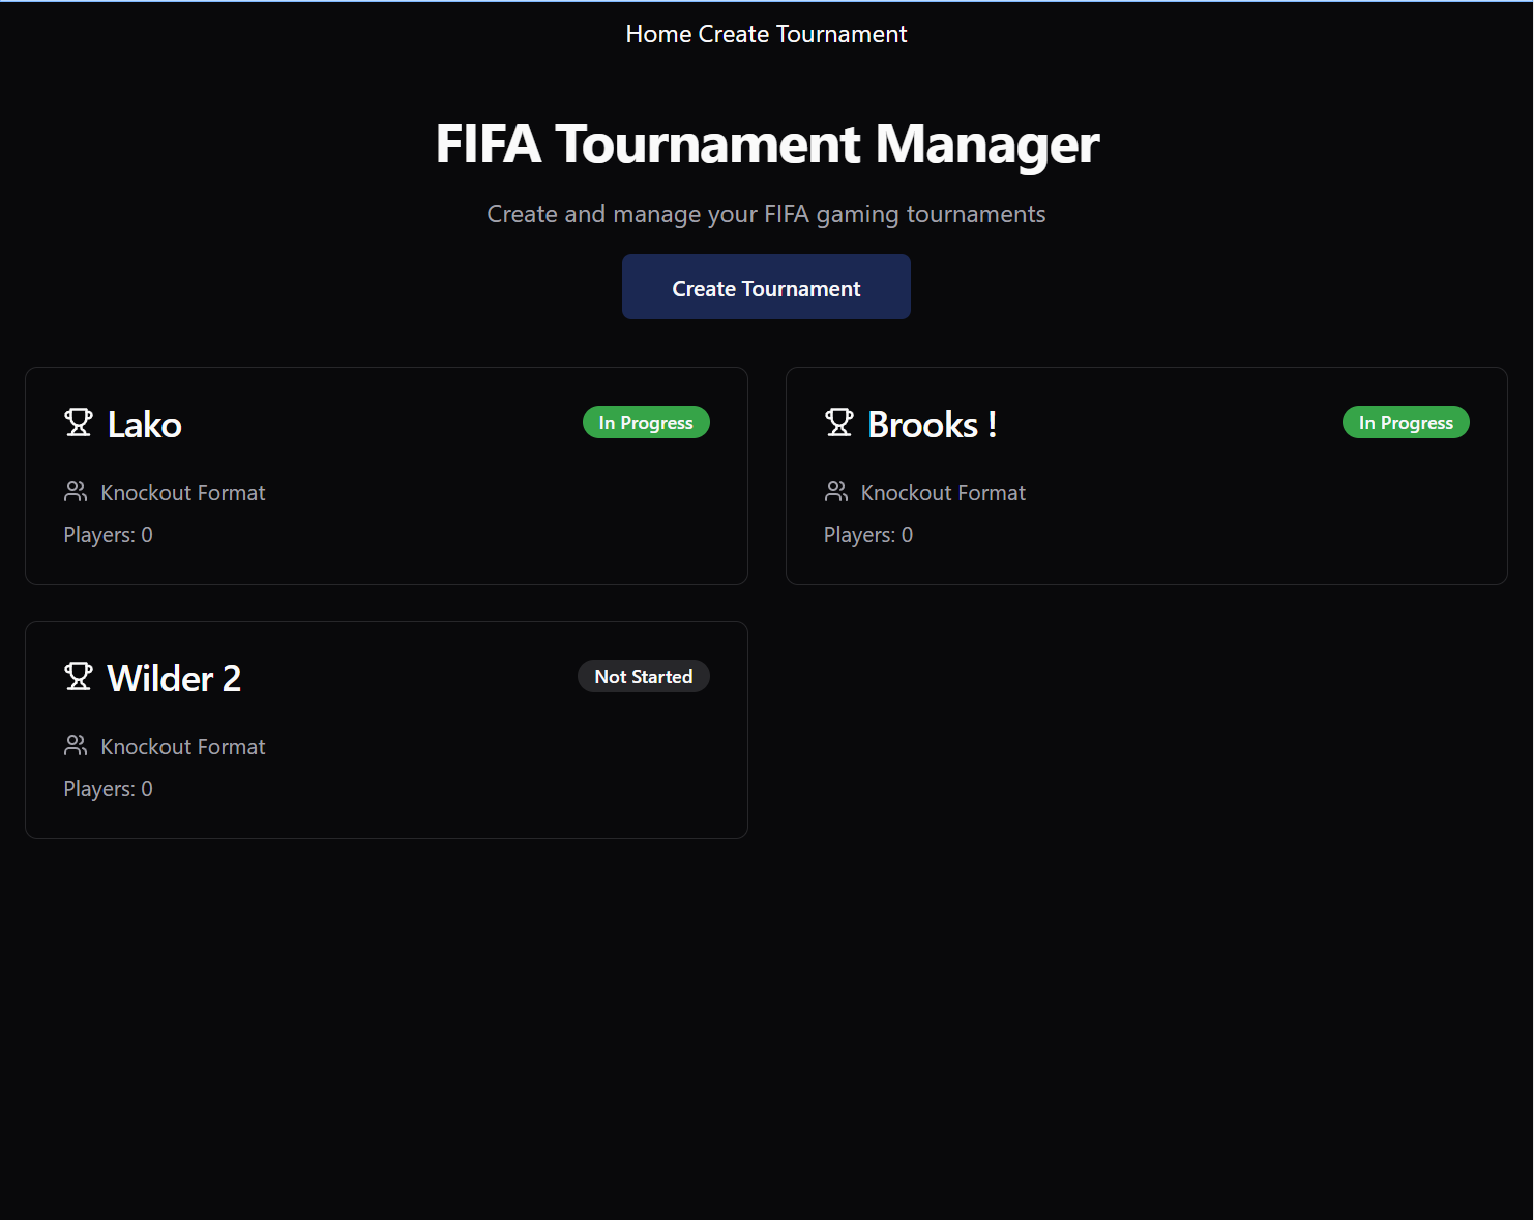 Home Create Tournament
FIFA Tournament Manager
Create and manage your FIFA gaming tournaments
Create Tournament
Lako
In Progress
Knockout Format
Players: 0
Brooks !
In Progress
Knockout Format
Players: 0
Wilder 2
Not Started
Knockout Format
Players: 0